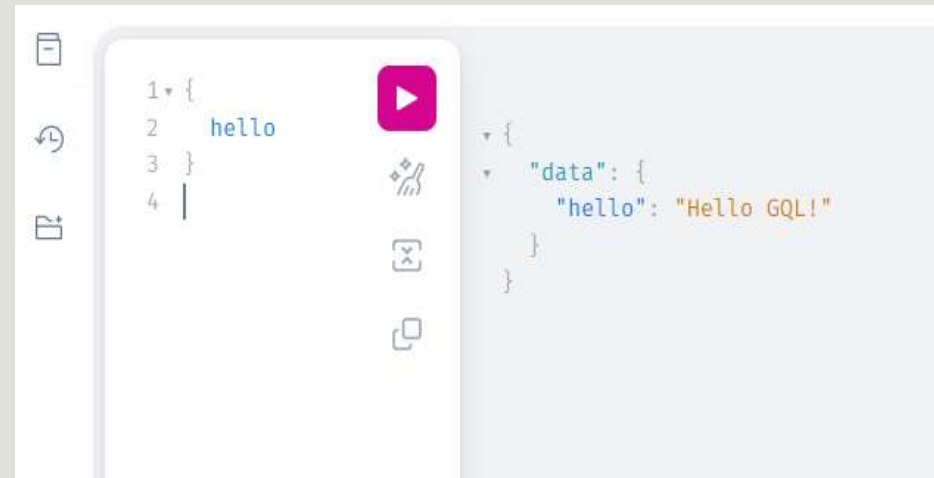 1 {
2 hello
3 }
4
{
"data": {
"hello": "Hello GQL!"
}
}